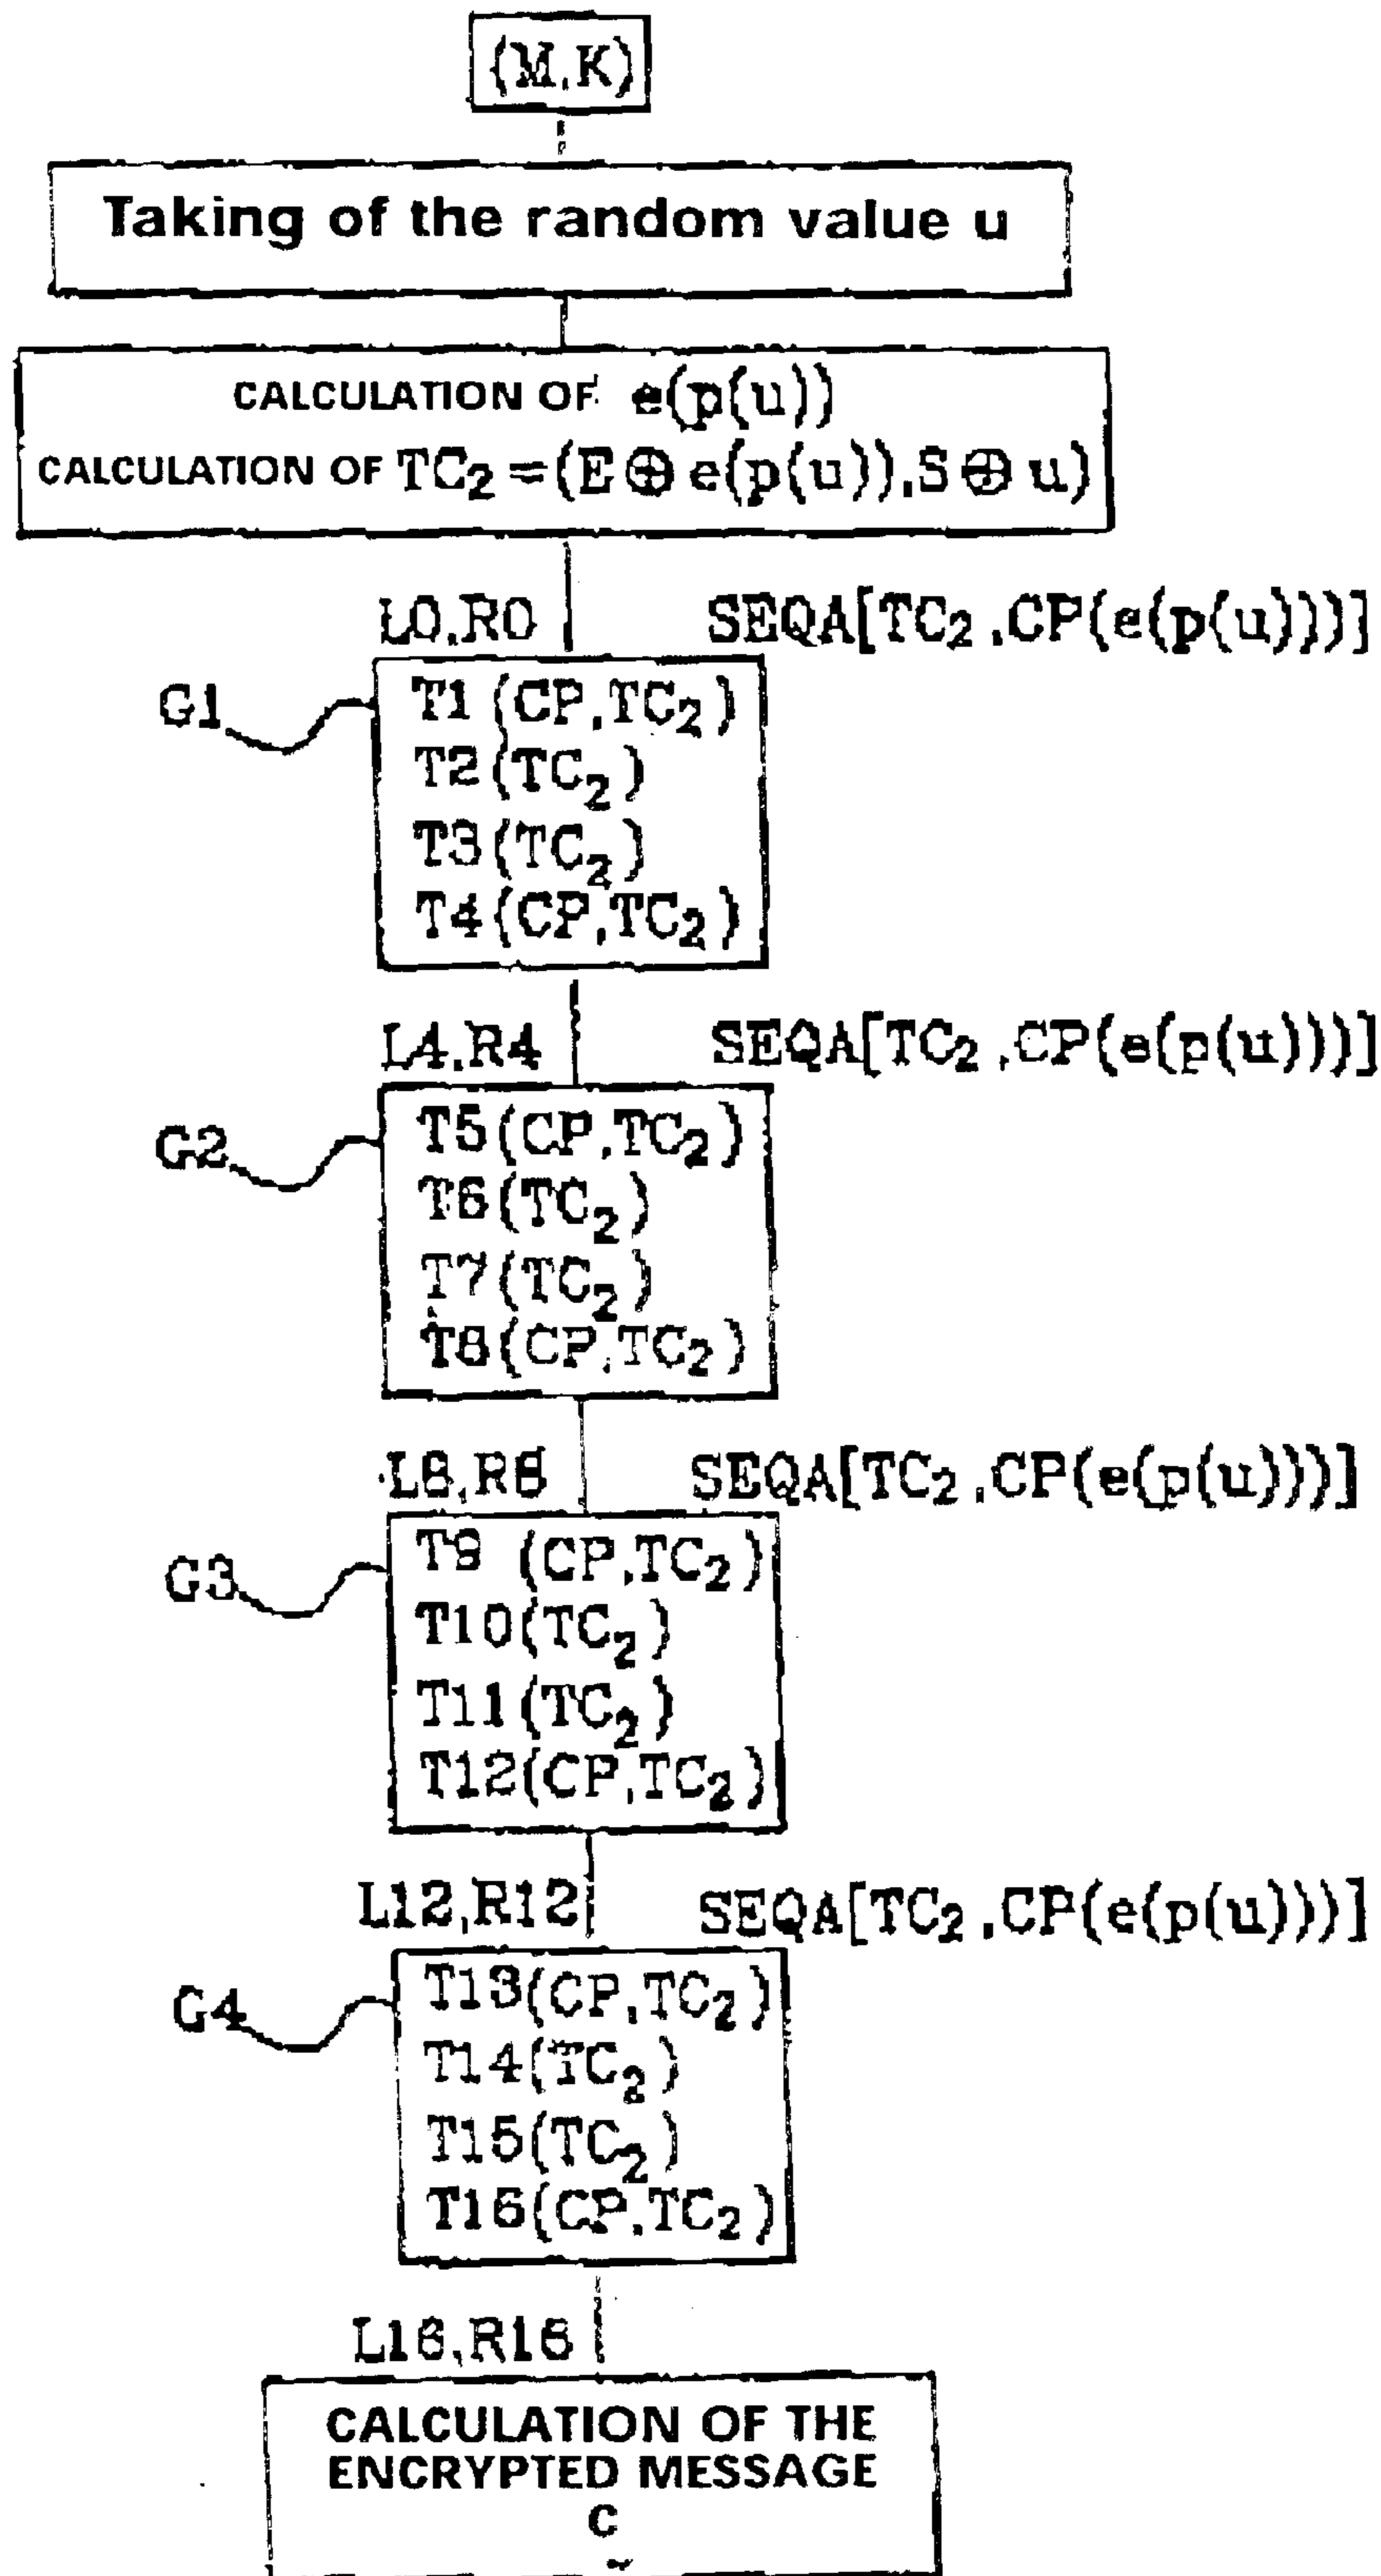 (M,K)
Taking of the random value u
CALCULATION OF e(p(u))
CALCULATION OF TC₂ =(E ⊕ e(p(u)),S ⊕ u)
L0,R0 SEQA[TC₂,CP(e(p(u)))]
G1
T1 (CP,TC₂)
T2(TC₂)
T3(TC₂)
T4(CP,TC₂)
L4,R4 SEQA[TC₂,CP(e(p(u)))]
G2
T5(CP,TC₂)
T6(TC₂)
T7(TC₂)
T8(CP,TC₂)
L8,R8 SEQA[TC₂,CP(e(p(u)))]
G3
T9 (CP,TC₂)
T10(TC₂)
T11(TC₂)
T12(CP,TC₂)
L12,R12 SEQA[TC₂,CP(e(p(u)))]
G4
T13(CP,TC₂)
T14(TC₂)
T15(TC₂)
T16(CP,TC₂)
L16,R16
CALCULATION OF THE
ENCRYPTED MESSAGE
C